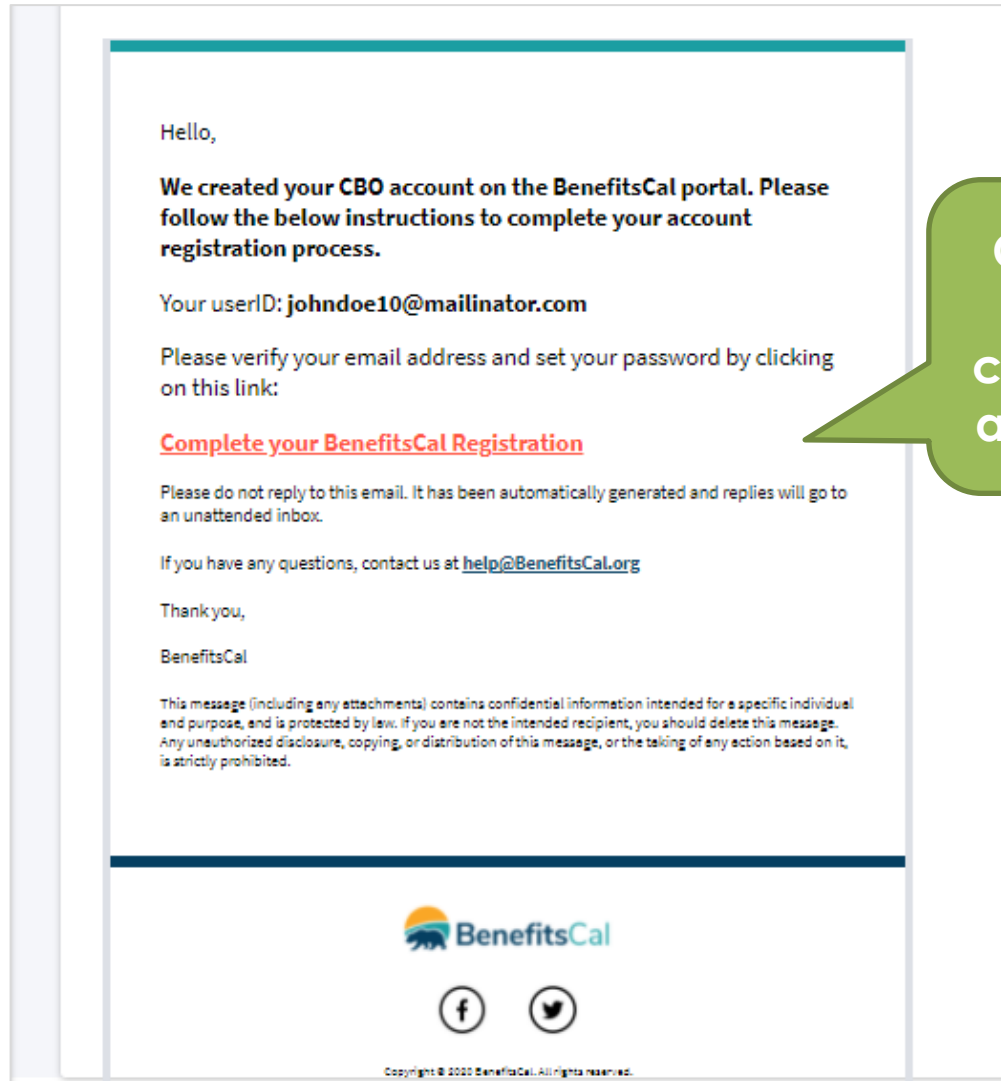 Hello,
We created your CBO account on the BenefitsCal portal. Please
follow the below instructions to complete your account
registration process.
Your userID: johndoe10@mailinator.com
Please verify your email address and set your password by clicking
on this link:
Complete your BenefitsCal Registration
Please do not reply to this email. It has been automatically generated and replies will go to
an unattended inbox.
If you have any questions, contact us at help@BenefitsCal.org
Thank you,
BenefitsCal
This message (including any attachments) contains confidential information intended for a specific individual
and purpose, and is protected by law. If you are not the intended recipient, you should delete this message.
Any unauthorized disclosure, copying, or distribution of this message, or the taking of any action based on it,
is strictly prohibited.
BenefitsCal
Copyright © 2020 BenefitsCal. All rights reserved.